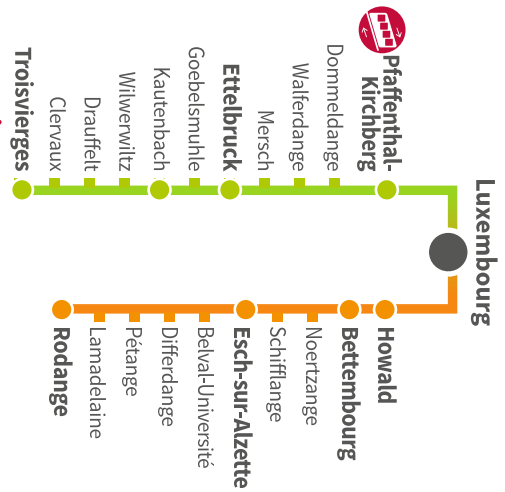 Troisvierges
Clervaux
Drauffelt
Wilwerwiltz
Kautenbach
Goebelsmuhle
Ettelbruck
Mersch
Walferdange
Dommeldange
Pfaffenthal-
Kirchberg
Luxembourg
Howald
Bettembourg
Noertzange
Schifflange
Esch-sur-Alzette
Belval-Université
Differdange
Pétange
Lamadelaine
Rodange